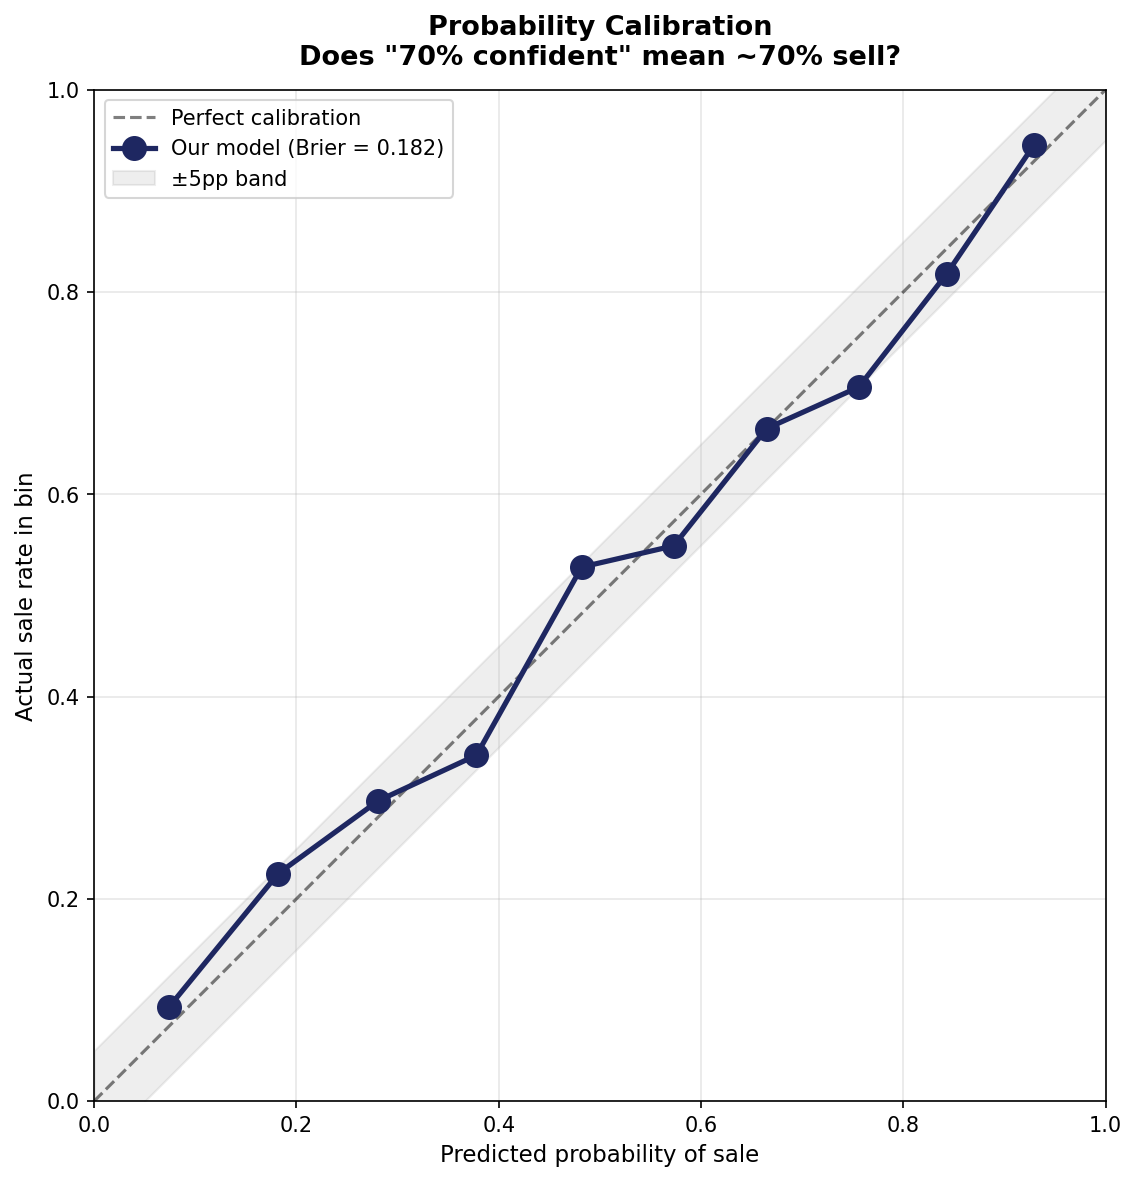 Probability Calibration
Does "70% confident" mean ~70% sell?
Perfect calibration
Our model (Brier = 0.182)
±5pp band
1.0
0.8
0.6
0.4
0.2
0.0
Actual sale rate in bin
0.0 0.2 0.4 0.6 0.8 1.0
Predicted probability of sale